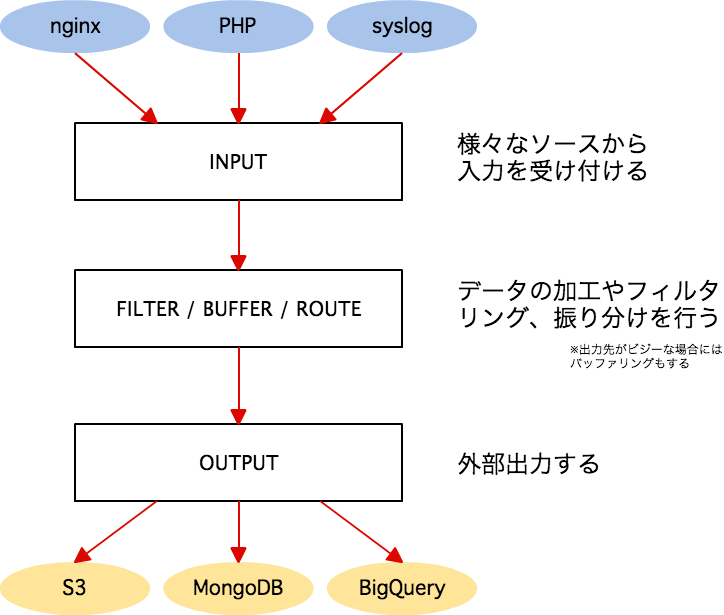 nginx
PHP
syslog
INPUT
様々なソースから
入力を受け付ける
FILTER / BUFFER / ROUTE
データの加工やフィルタ
リング、振り分けを行う
※出力先がビジーな場合には
バッファリングもする
OUTPUT
外部出力する
S3
MongoDB
BigQuery